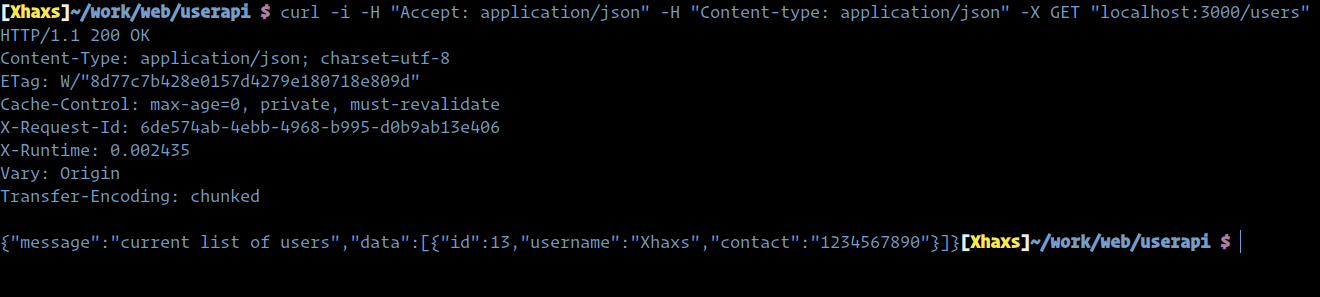 [Xhaxs]~/work/web/userapi $ curl -i -H "Accept: application/json" -H "Content-type: application/json" -X GET "localhost:3000/users"
HTTP/1.1 200 OK
Content-Type: application/json; charset=utf-8
ETag: W/"8d77c7b428e0157d4279e180718e809d"
Cache-Control: max-age=0, private, must-revalidate
X-Request-Id: 6de574ab-4ebb-4968-b995-d0b9ab13e406
X-Runtime: 0.002435
Vary: Origin
Transfer-Encoding: chunked
{"message":"current list of users","data":[{"id":13,"username":"Xhaxs","contact":"1234567890"}]}[Xhaxs]~/work/web/userapi $